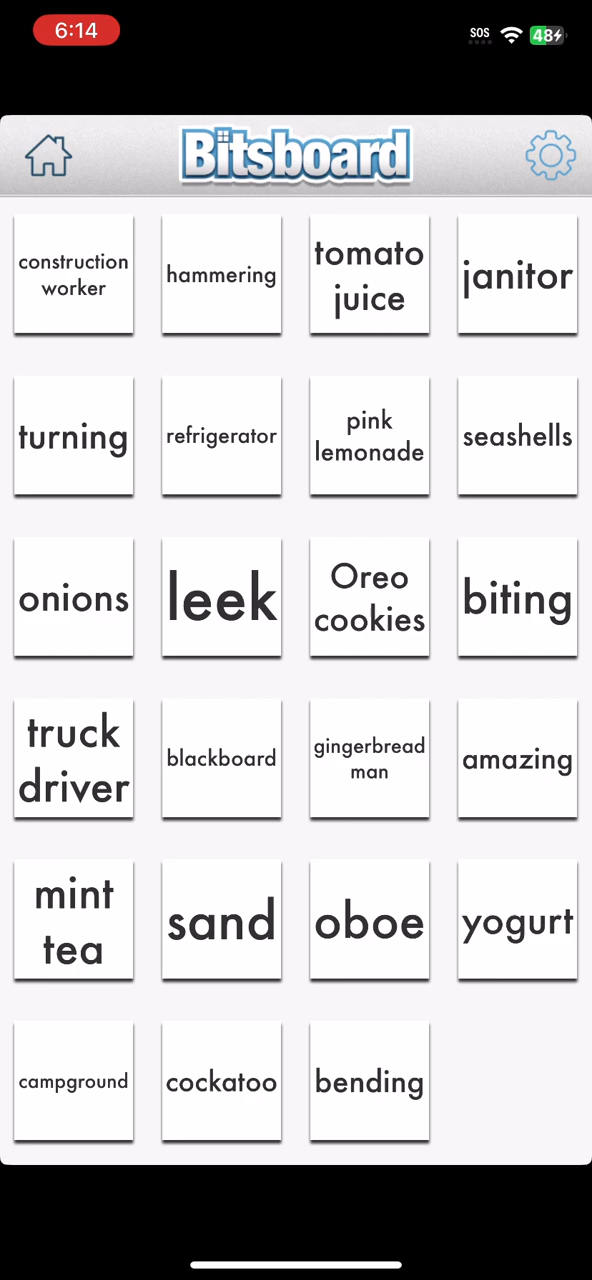 6:14
SOS
48
Bitsboard
construction
worker
hammering
tomato
juice
janitor
turning
refrigerator
pink
lemonade
seashells
onions
leek
Oreo
cookies
biting
truck
driver
blackboard
gingerbread
man
amazing
mint
tea
sand
oboe
yogurt
campground
cockatoo
bending